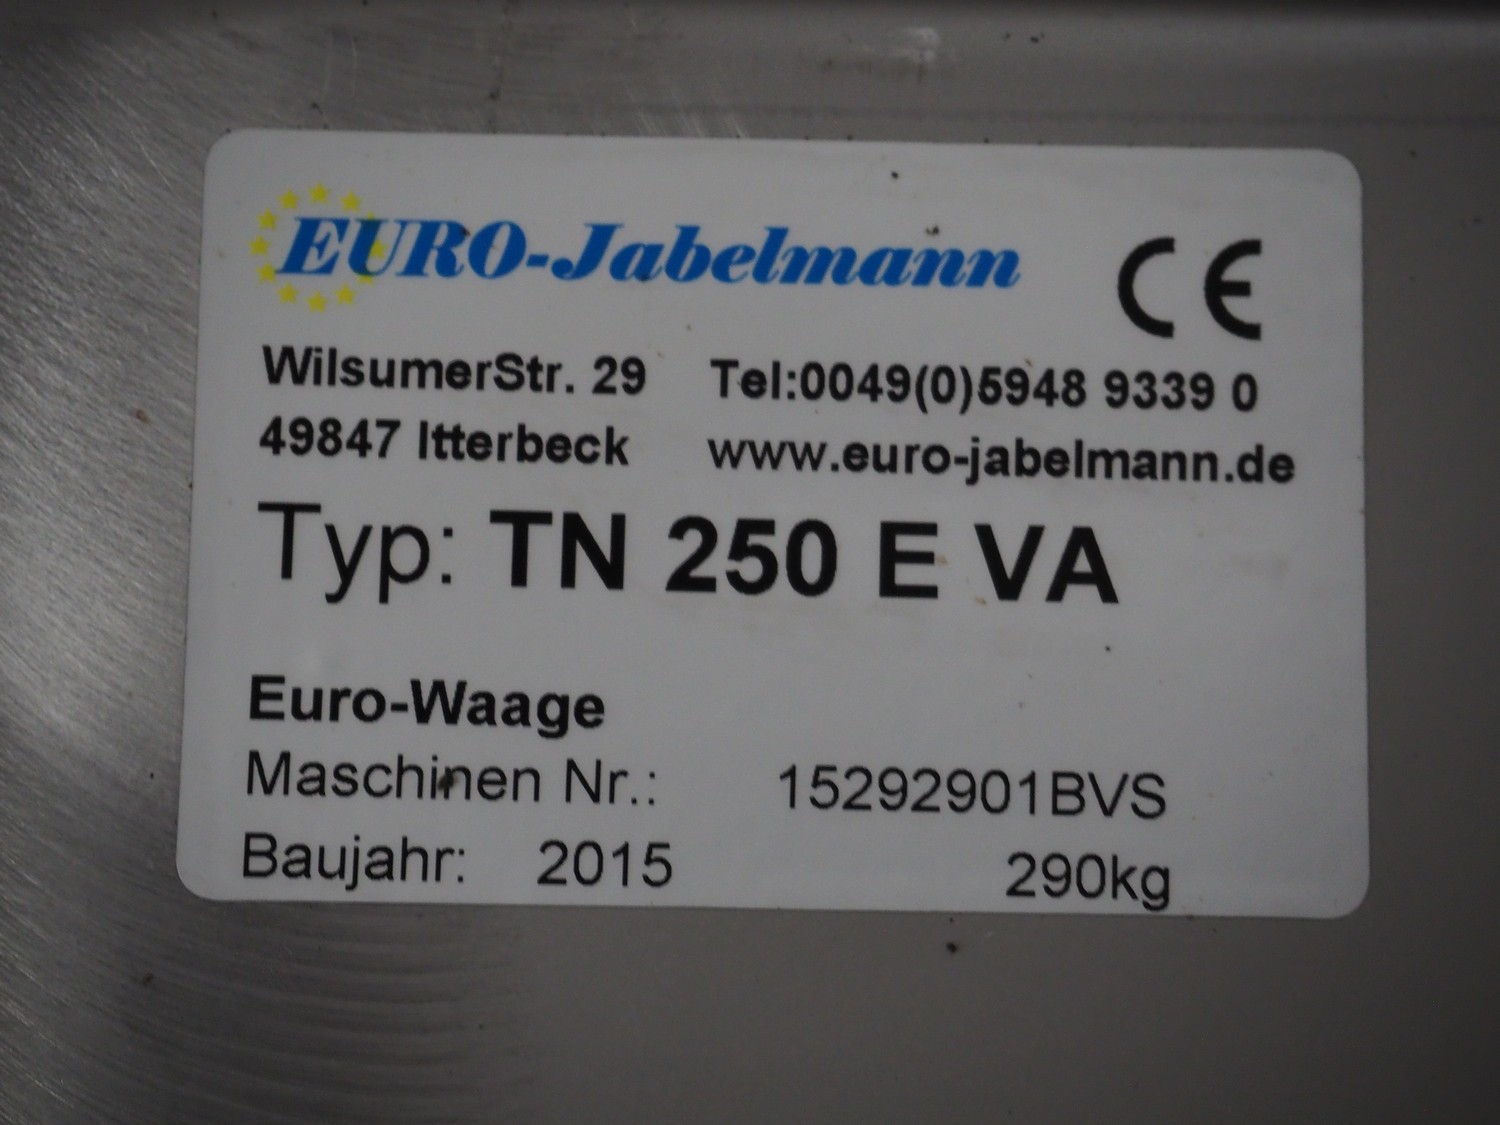 EURO-Jabelmann CE
WilsumerStr. 29 Tel:0049(0)5948 9339 0
49847 Itterbeck www.euro-jabelmann.de
Typ: TN 250 E VA
Euro-Waage
Maschinen Nr.: 15292901BVS
Baujahr: 2015 290kg